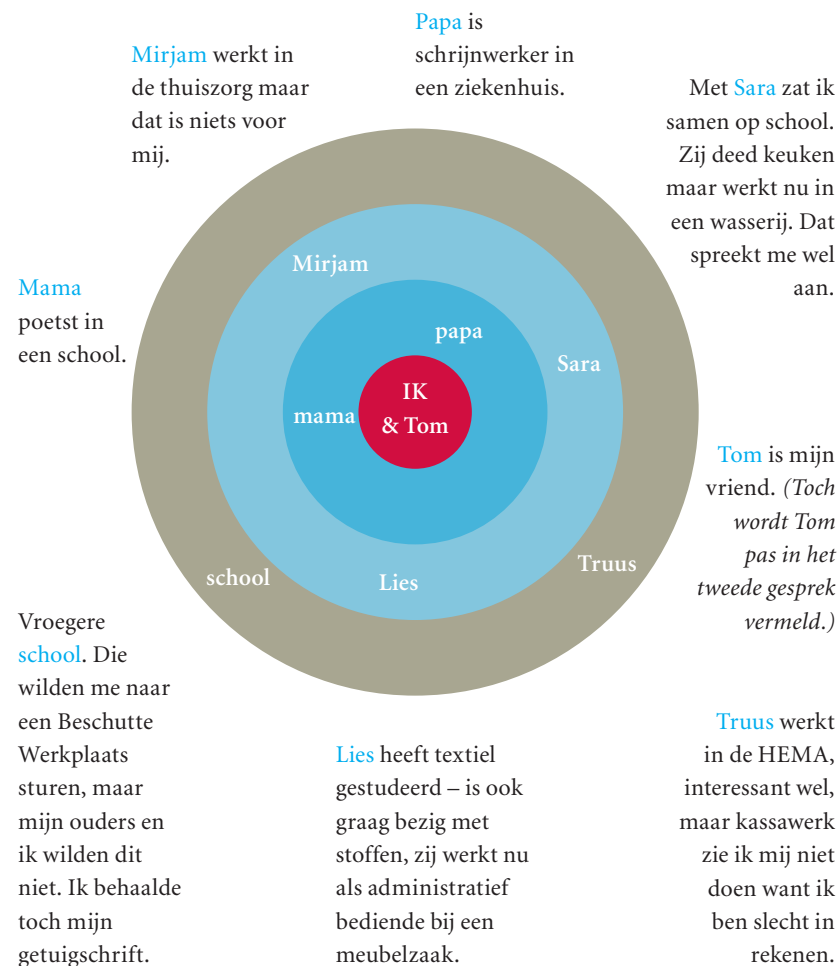 Papa is
schrijnwerker in
een ziekenhuis.
Mirjam werkt in
de thuiszorg maar
dat is niets voor
mij.
Met Sara zat ik
samen op school.
Zij deed keuken
maar werkt nu in
een wasserij. Dat
spreekt me wel
aan.
Mama
poetst in
een school.
Mirjam
papa
Sara
IK
& Tom
mama
Truus
school
Lies
Tom is mijn
vriend. (Toch
wordt Tom
pas in het
tweede gesprek
vermeld.)
Vroegere
school. Die
wilden me naar
een Beschutte
Werkplaats
sturen, maar
mijn ouders en
ik wilden dit
niet. Ik behaalde
toch mijn
getuigschrift.
Lies heeft textiel
gestudeerd – is ook
graag bezig met
stoffen, zij werkt nu
als administratief
bediende bij een
meubelzaak.
Truus werkt
in de HEMA,
interessant wel,
maar kassawerk
zie ik mij niet
doen want ik
ben slecht in
rekenen.